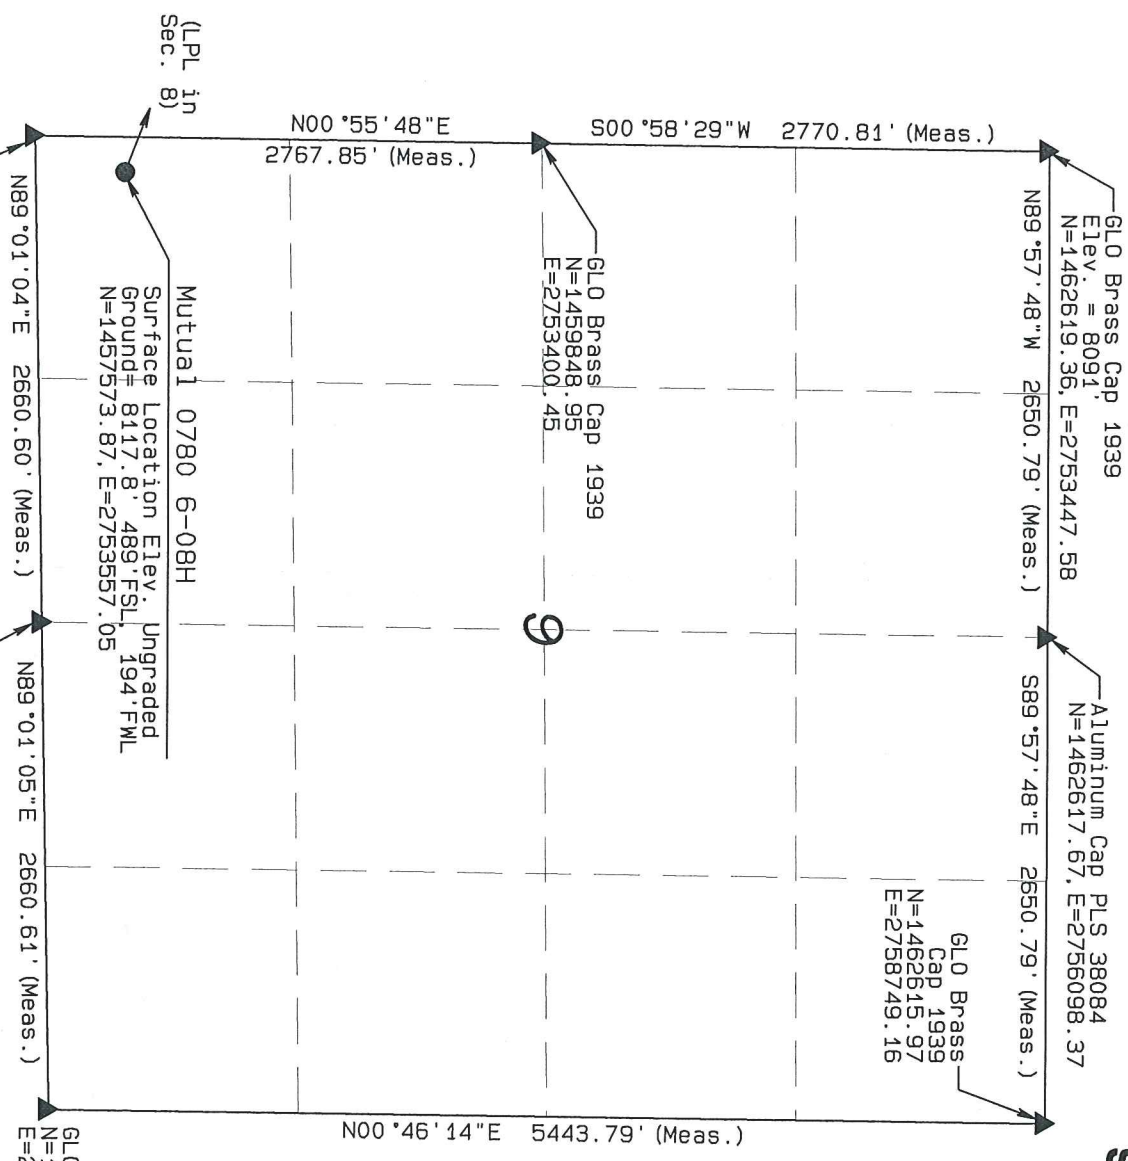 (LPL in
Sec. 8)
N00°55'48"E
2767.85' (Meas.)
S00°58'29"W 2770.81' (Meas.)
GLO Brass Cap 1939
Elev. = 8091'
N=1462619.36, E=2753447.58
N89°57'48"W 2650.79' (Meas.)
GLO Brass Cap 1939
N=1459848.95
E=2753400.45
Mutual 0780 6-08H
Surface Location Elev. Ungraded
Ground= 8117.8' 489'FSL, 194'FWL
N=1457573.87, E=2753557.05
N89°01'04"E 2660.60' (Meas.)
9
Aluminum Cap PLS 38084
N=1462617.67, E=2756098.37
S89°57'48"E 2650.79' (Meas.)
GLO Brass
Cap 1939
N=1462615.97
E=2758749.16
N89°01'05"E 2660.61' (Meas.)
N00°46'14"E 5443.79' (Meas.)